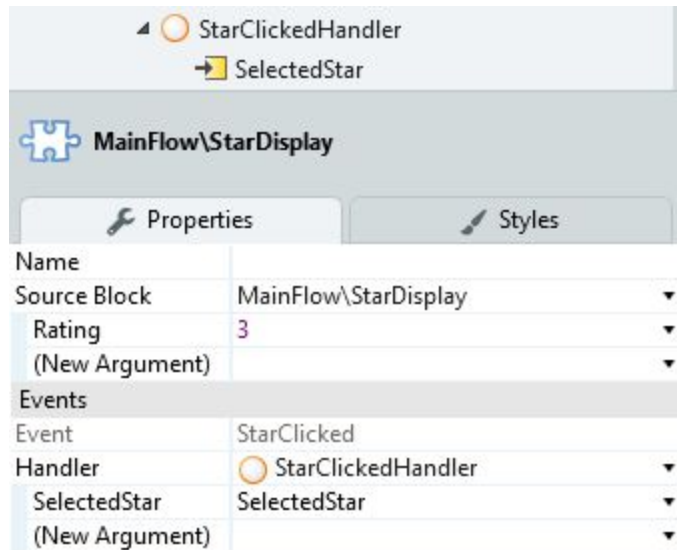 StarClickedHandler
SelectedStar
MainFlow\StarDisplay
Properties Styles
Name
Source Block MainFlow\StarDisplay
Rating 3
(New Argument)
Events
Event StarClicked
Handler StarClickedHandler
SelectedStar SelectedStar
(New Argument)